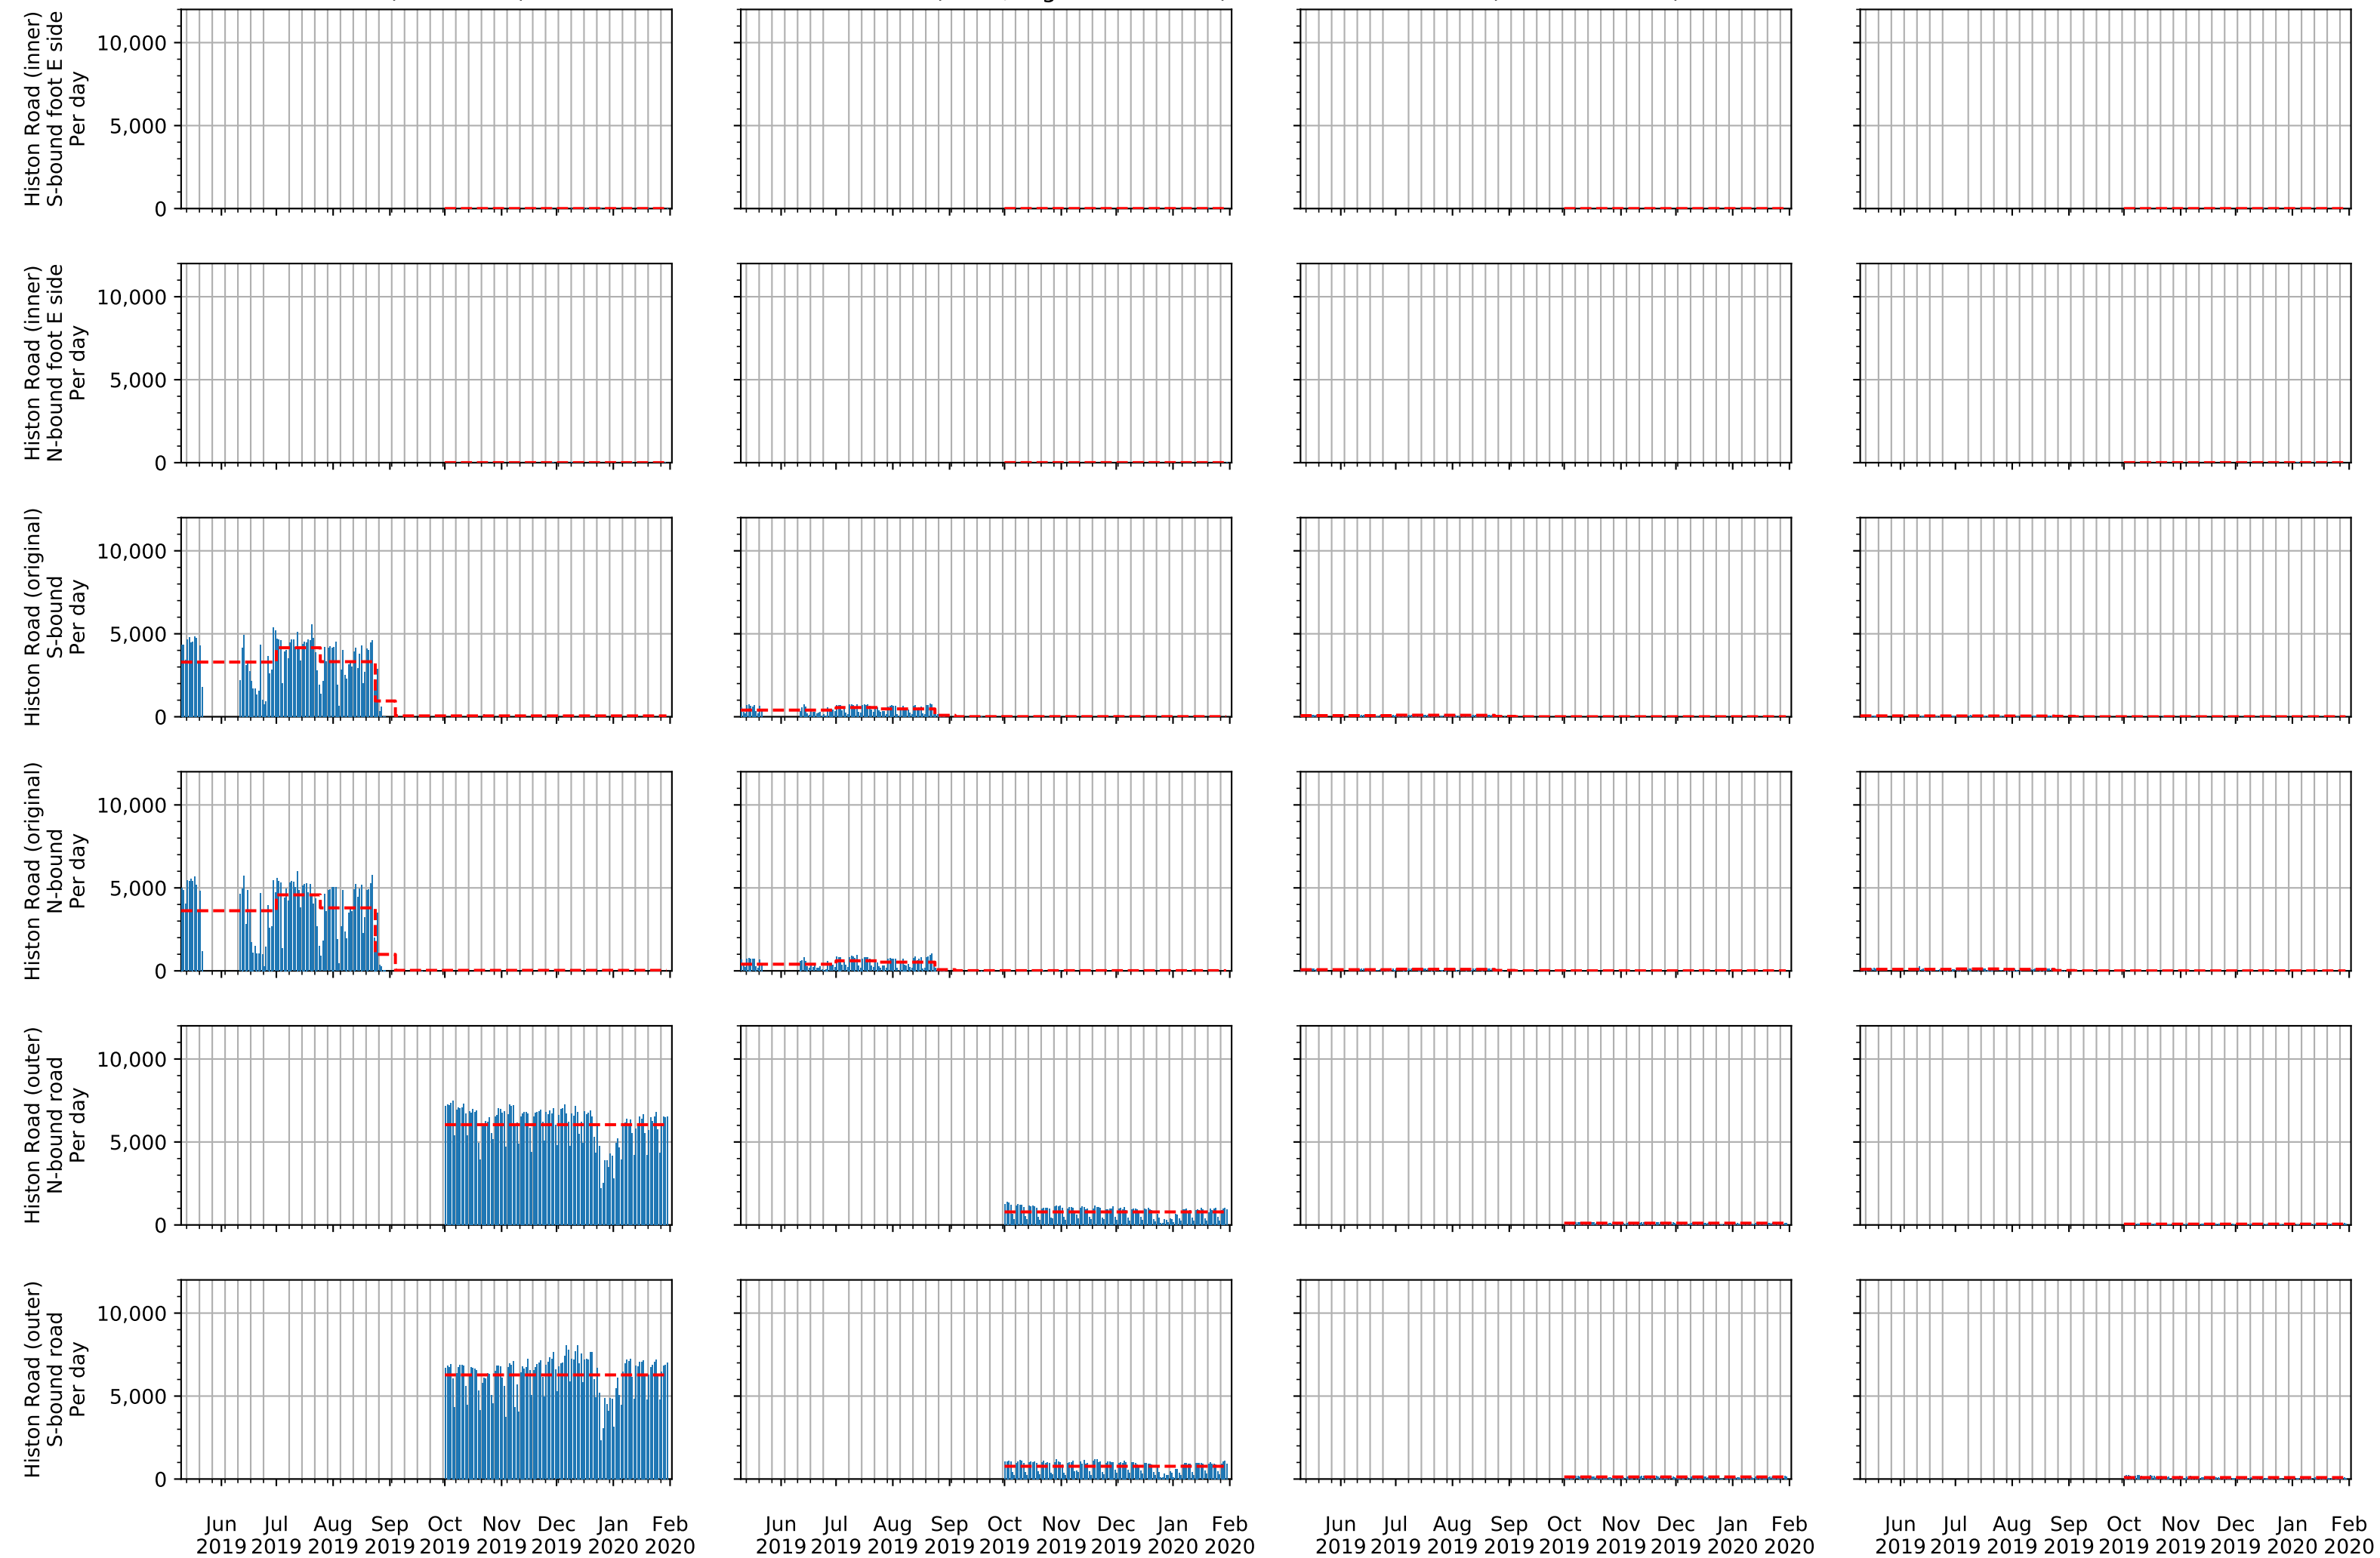 Histon Road (inner)
S-bound foot E side
Per day
10,000
5,000
0
Histon Road (inner)
N-bound foot E side
Per day
10,000
5,000
0
Histon Road (original)
S-bound
Per day
10,000
5,000
0
Histon Road (original)
N-bound
Per day
10,000
5,000
0
Histon Road (outer)
N-bound road
Per day
10,000
5,000
0
Histon Road (outer)
S-bound road
Per day
10,000
5,000
0
Jun Jul Aug Sep Oct Nov Dec Jan Feb Jun Jul Aug Sep Oct Nov Dec Jan Feb Jun Jul Aug Sep Oct Nov Dec Jan Feb Jun Jul Aug Sep Oct Nov Dec Jan Feb
2019 2019 2019 2019 2019 2019 2019 2020 2020 2019 2019 2019 2019 2019 2019 2019 2020 2020 2019 2019 2019 2019 2019 2019 2019 2020 2020 2019 2019 2019 2019 2019 2019 2019 2020 2020